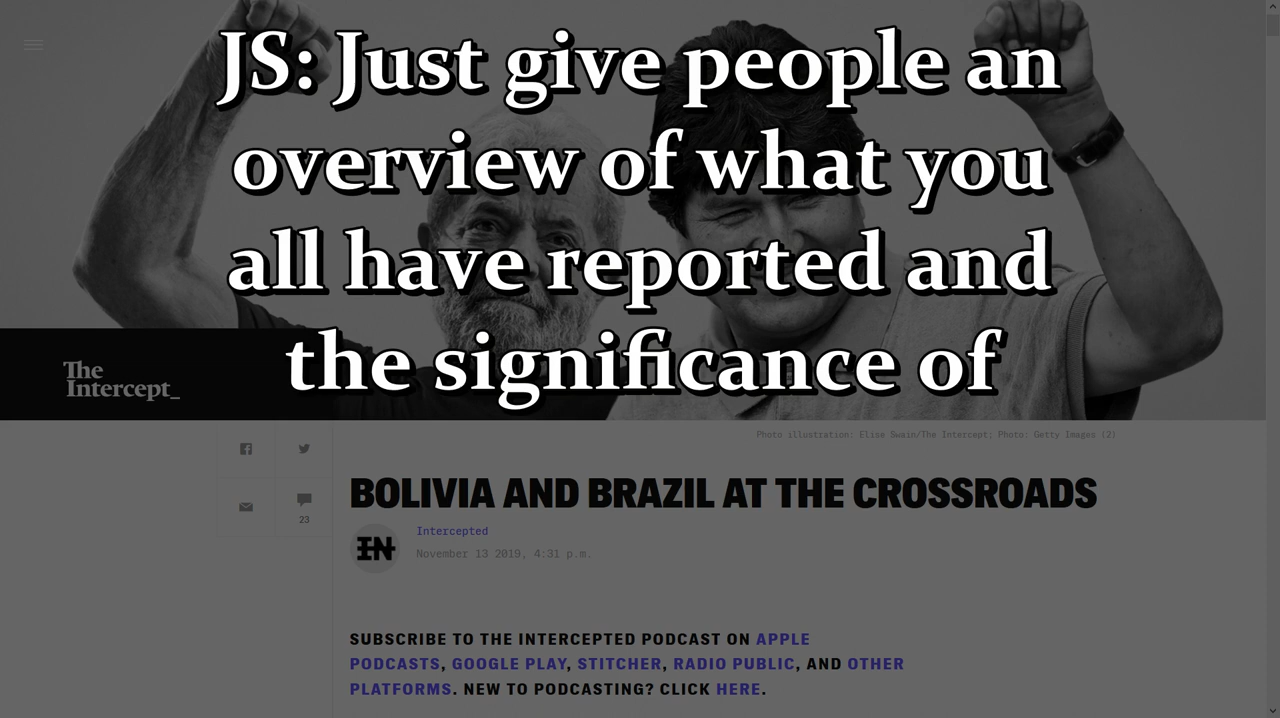 JS: Just give people an
overview of what you
all have reported and
the significance of
The
Intercept_
Photo illustration: Elise Swain/The Intercept; Photo: Getty Images (2)
23
BOLIVIA AND BRAZIL AT THE CROSSROADS
IN
Intercepted
November 13 2019, 4:31 p.m.
SUBSCRIBE TO THE INTERCEPTED PODCAST ON APPLE
PODCASTS, GOOGLE PLAY, STITCHER, RADIO PUBLIC, AND OTHER
PLATFORMS. NEW TO PODCASTING? CLICK HERE.